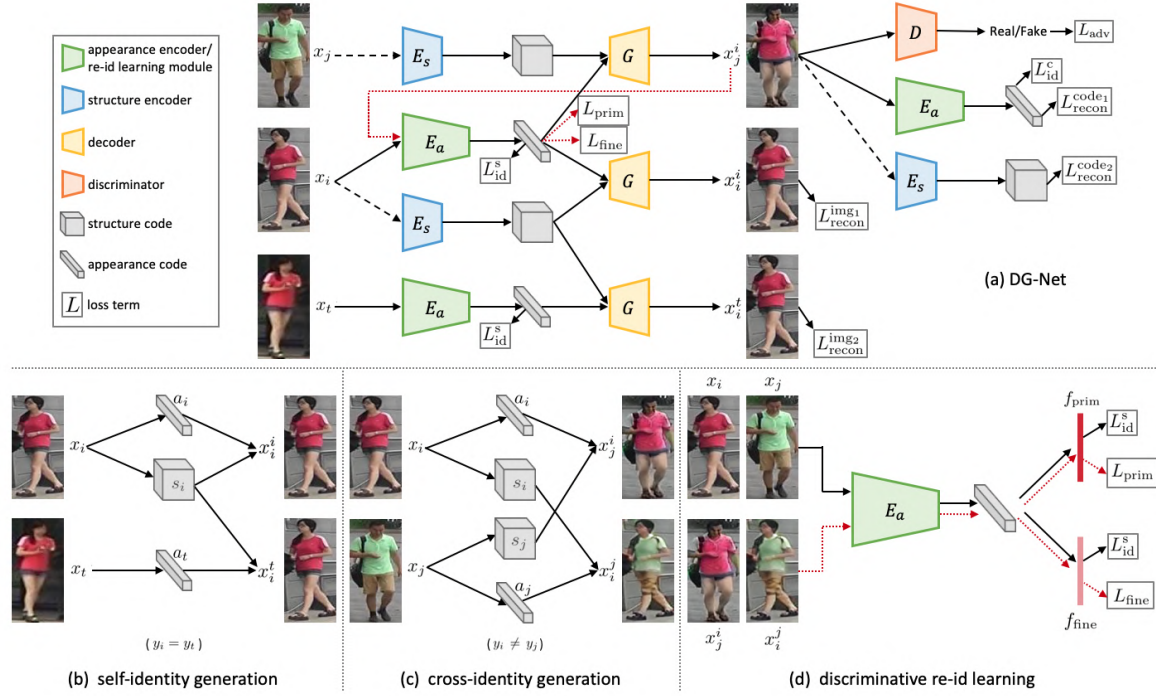 appearance encoder/
re-id learning module
structure encoder
decoder
discriminator
structure code
appearance code
L loss term
x_j
E_s
G
x_j^i
D
Real/Fake
L_adv
L_id^c
L_prim
L_fine
E_a
L_id^s
E_a
L_recon^code1
x_i
G
x_i^i
E_s
L_recon^code2
E_s
L_recon^img1
x_t
E_a
L_id^s
G
x_i^t
(a) DG-Net
L_recon^img2
x_i
a_i
s_i
x_i^i
x_t
a_t
x_i^t
(y_i = y_t)
(b) self-identity generation
x_i
a_i
s_i
x_j^i
x_j
s_j
a_j
x_i^j
(y_i ≠ y_j)
(c) cross-identity generation
x_i x_j
f_prim
L_id^s
L_prim
E_a
L_id^s
L_fine
f_fine
x_j^i x_i^j
(d) discriminative re-id learning